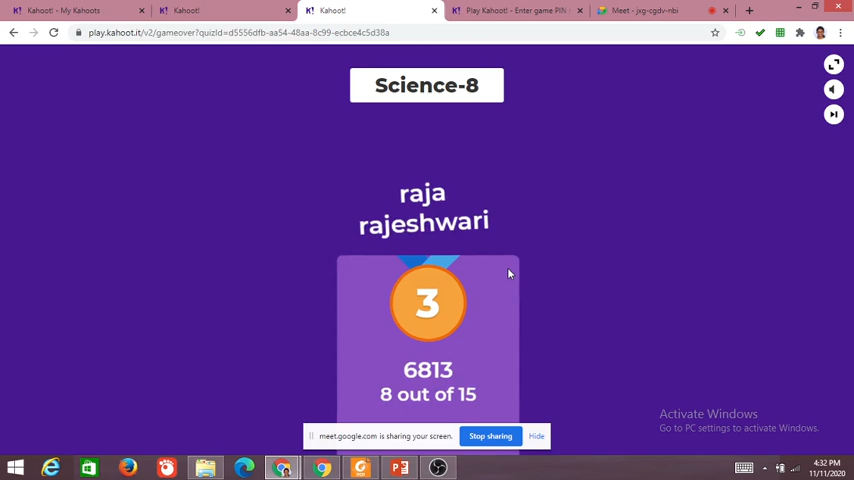 Kahoot! - My Kahoots
Kahoot!
Kahoot!
Play Kahoot! - Enter game PIN
Meet - jxg-cgdv-nbi
play.kahoot.it/v2/gameover?quizId=d5556dfb-aa54-48aa-8c99-ecbce4c5d38a
Science-8
raja
rajeshwari
3
6813
8 out of 15
Activate Windows
Go to PC settings to activate Windows.
meet.google.com is sharing your screen.
Stop sharing
Hide
4:32 PM
11/11/2020